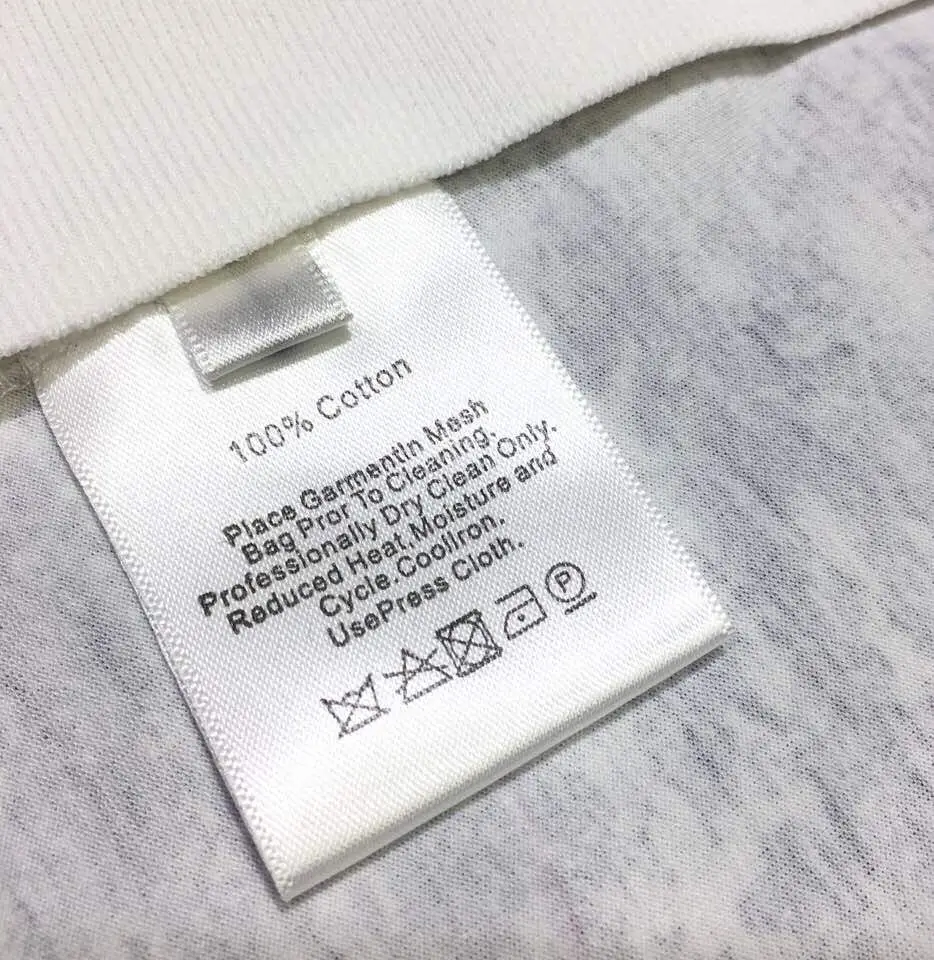 100% Cotton
Place GarmentIn Mesh
Bag Pror To Cleaning.
Professionally Dry Clean Only.
Reduced Heat.Moisture and
Cycle.CoolIron.
UsePress Cloth.
P